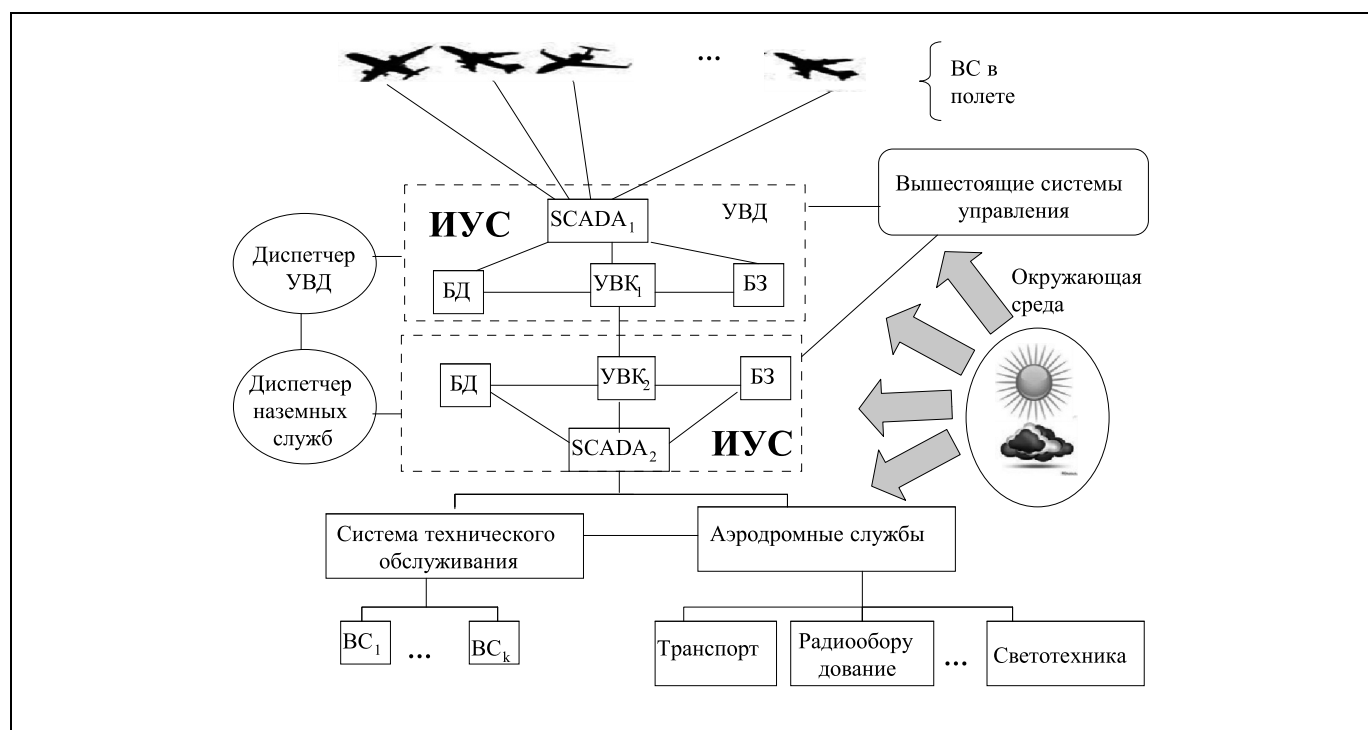 ...
ВС в
полете
Вышестоящие системы
управления
ИУС
SCADA1
УВД
Диспетчер
УВД
БД
УВК1
БЗ
Окружающая
среда
БД
УВК2
БЗ
Диспетчер
наземных
служб
SCADA2
ИУС
Система технического
обслуживания
Аэродромные службы
ВС1
...
ВСk
Транспорт
Радиообору
дование
...
Светотехника